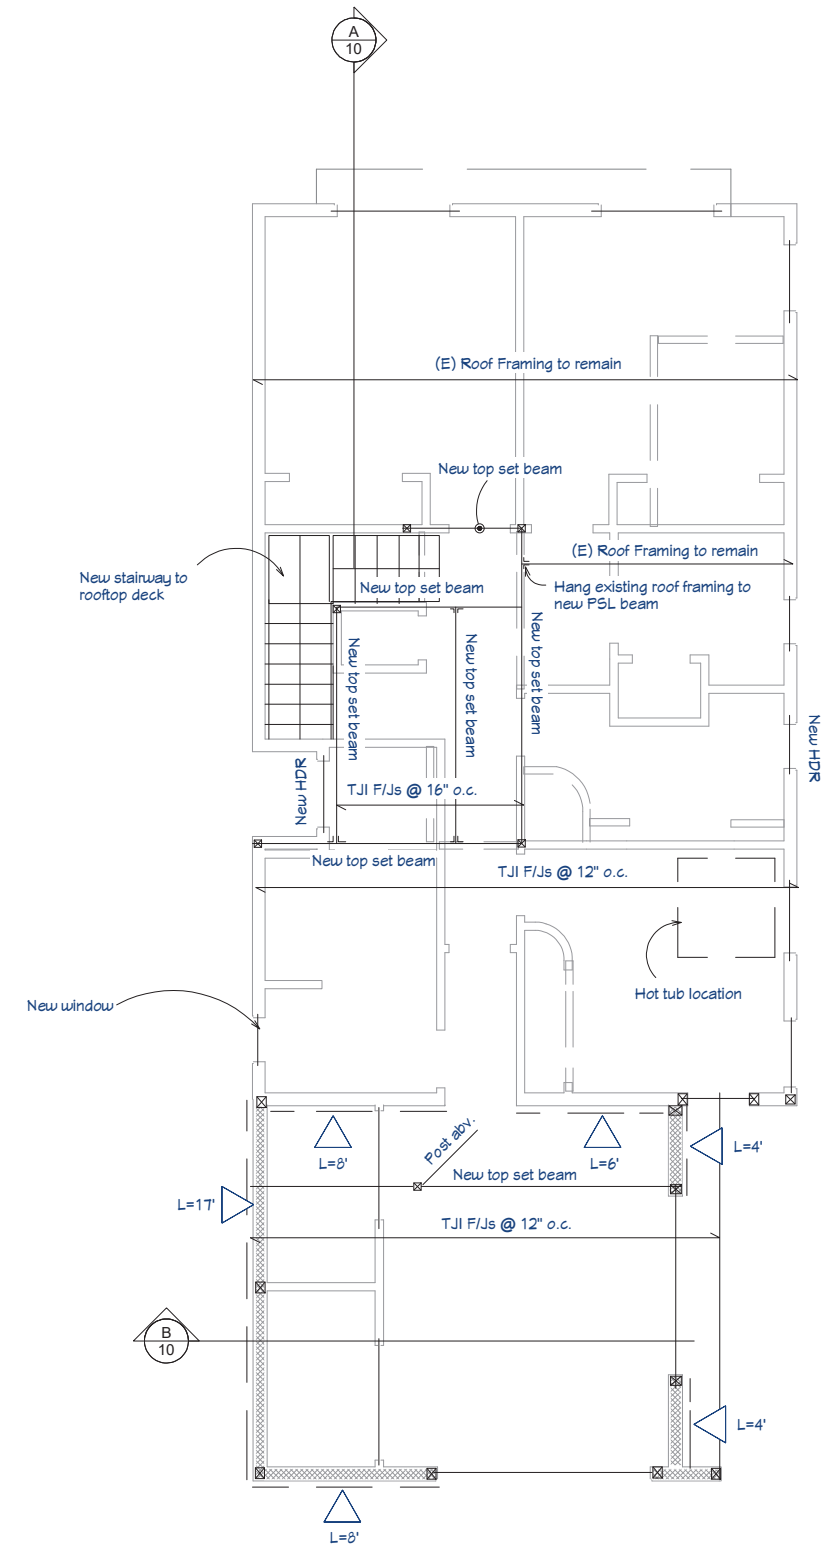 A
10
(E) Roof Framing to remain
New top set beam
(E) Roof Framing to remain
New stairway to
rooftop deck
New top set beam
Hang existing roof framing to
new PSL beam
New top set beam
New top set beam
New top set beam
New HDR
New HDR
TJI F/Js @ 16" o.c.
New top set beam
TJI F/Js @ 12" o.c.
Hot tub location
New window
Post abv.
L=8'
L=6'
L=4'
New top set beam
L=17'
TJI F/Js @ 12" o.c.
B
10
L=4'
L=8'